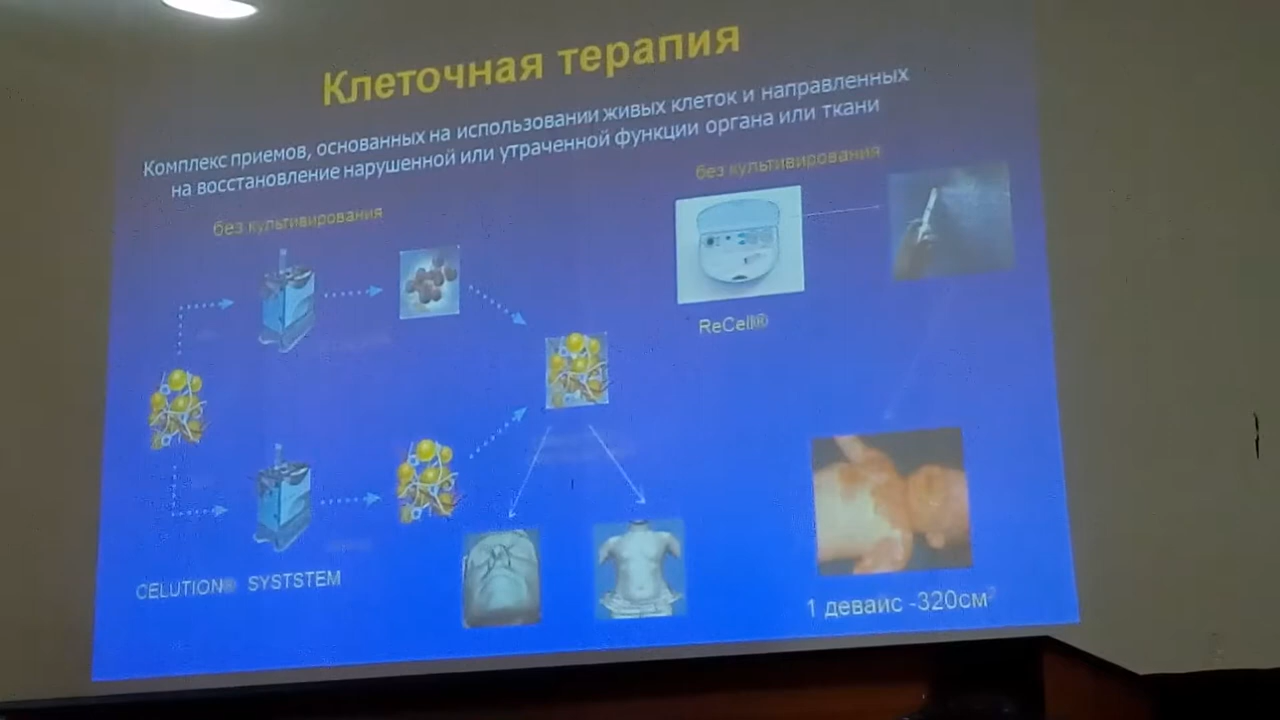 Клеточная терапия
Комплекс приемов, основанных на использовании живых клеток и направленных
на восстановление нарушенной или утраченной функции органа или ткани
без культивирования
без культивирования
ReCell®
CELUTION® SYSTSTEM
1 девайс -320см²